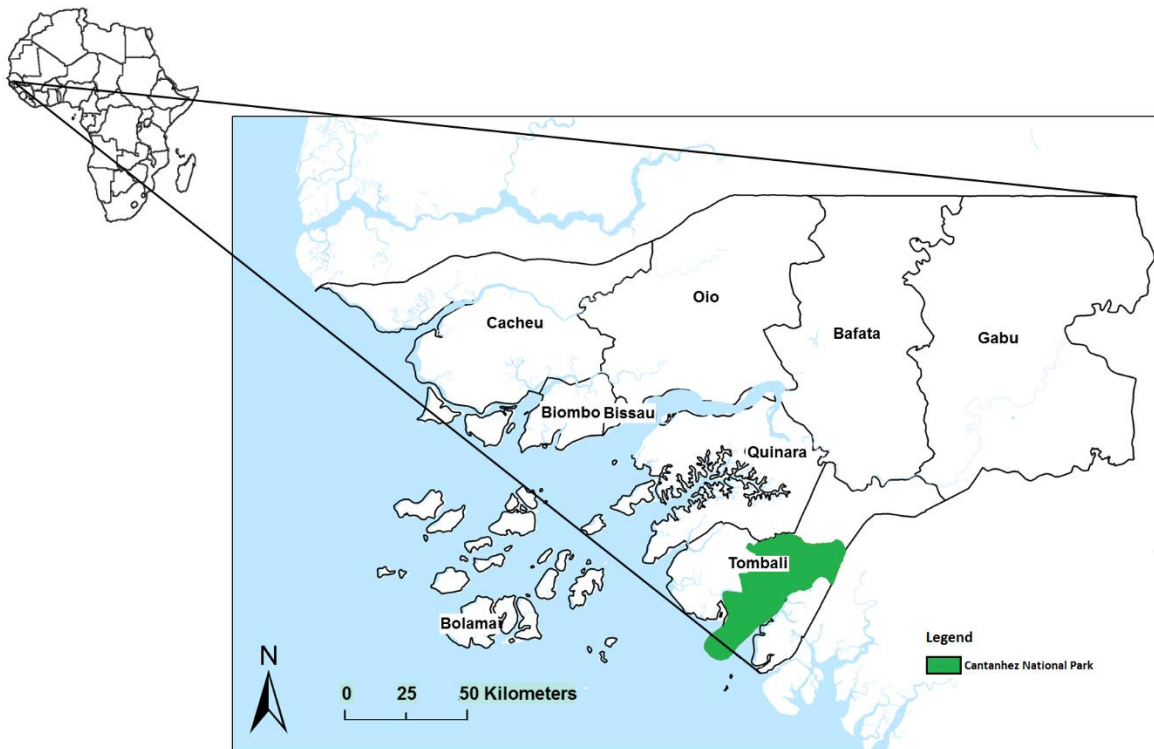 Oio
Cacheu
Bafata
Gabu
Biombo Bissau
Quinara
Tombali
Bolama
N
0 25 50 Kilometers
Legend
Cantanhez National Park